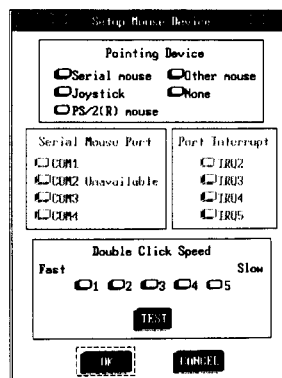 Setup Mouse Device
Pointing Device
Serial mouse Other mouse
Joystick None
PS/2(R) mouse
Serial Mouse Port
COM1
COM2 Unavailable
COM3
COM4
Port Interrupt
IRQ2
IRQ3
IRQ4
IRQ5
Double Click Speed
Fast Slow
1 2 3 4 5
TEST
OK CANCEL